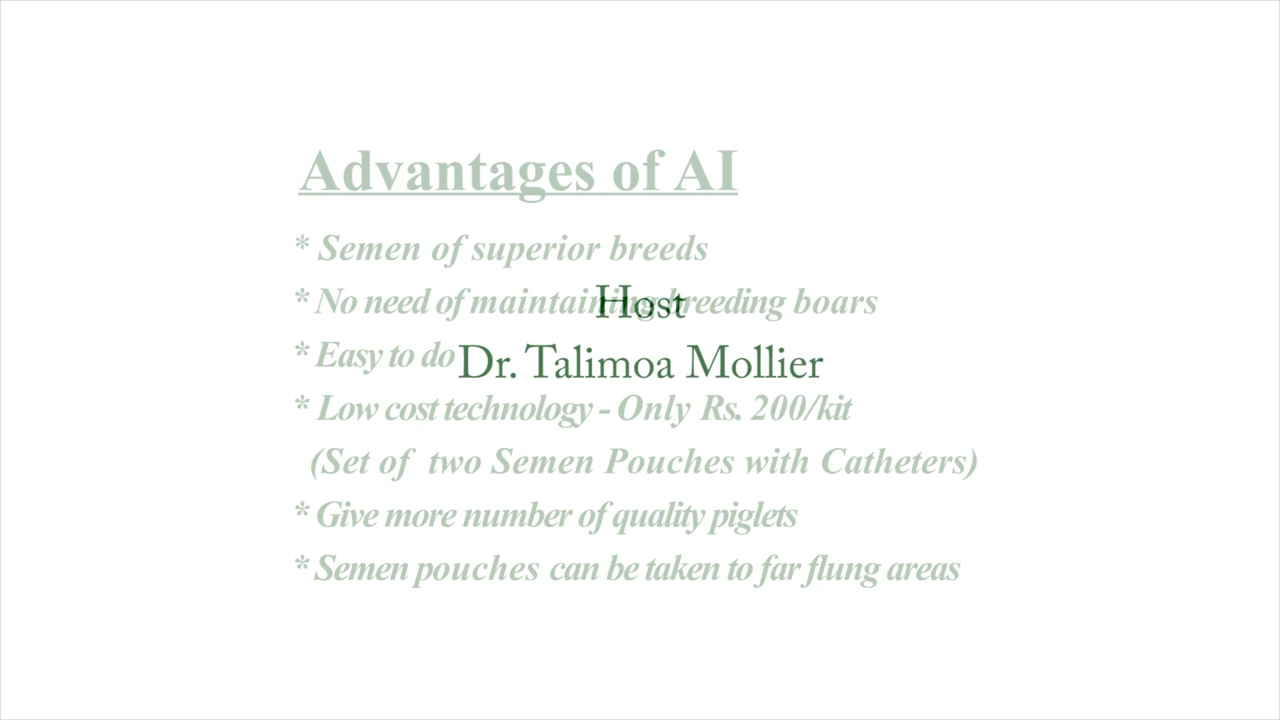 Advantages of AI
* Semen of superior breeds
* No need of maintaining breeding boars
Host
* Easy to do
Dr. Talimoa Mollier
* Low cost technology - Only Rs. 200/kit
(Set of two Semen Pouches with Catheters)
* Give more number of quality piglets
* Semen pouches can be taken to far flung areas